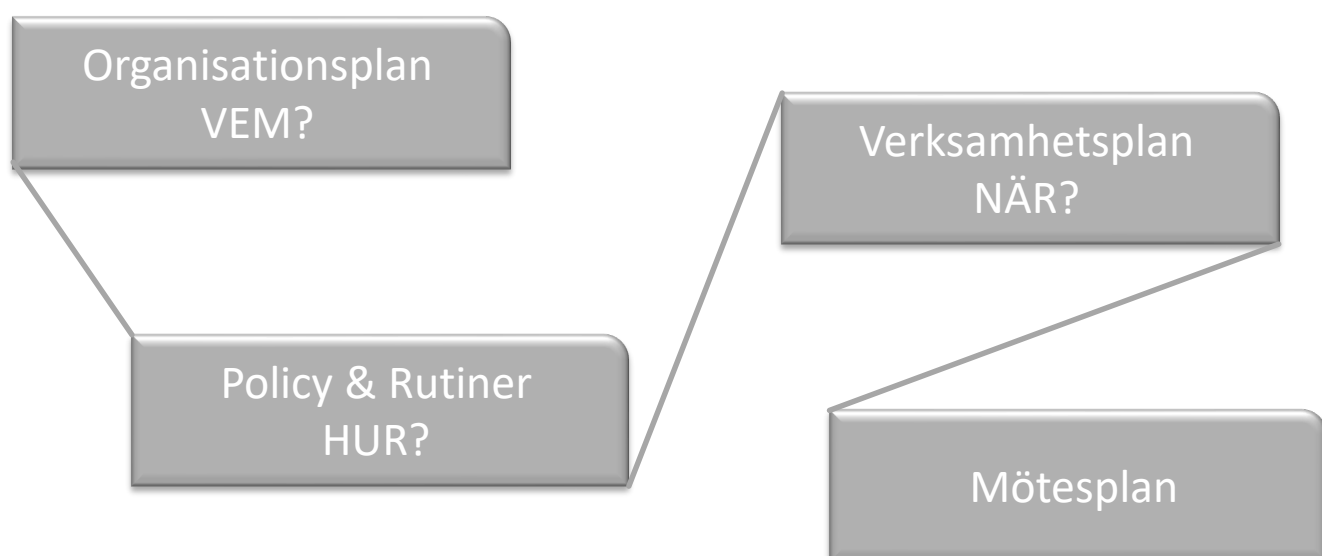 Organisationsplan
VEM?
Policy & Rutiner
HUR?
Verksamhetsplan
NÄR?
Mötesplan